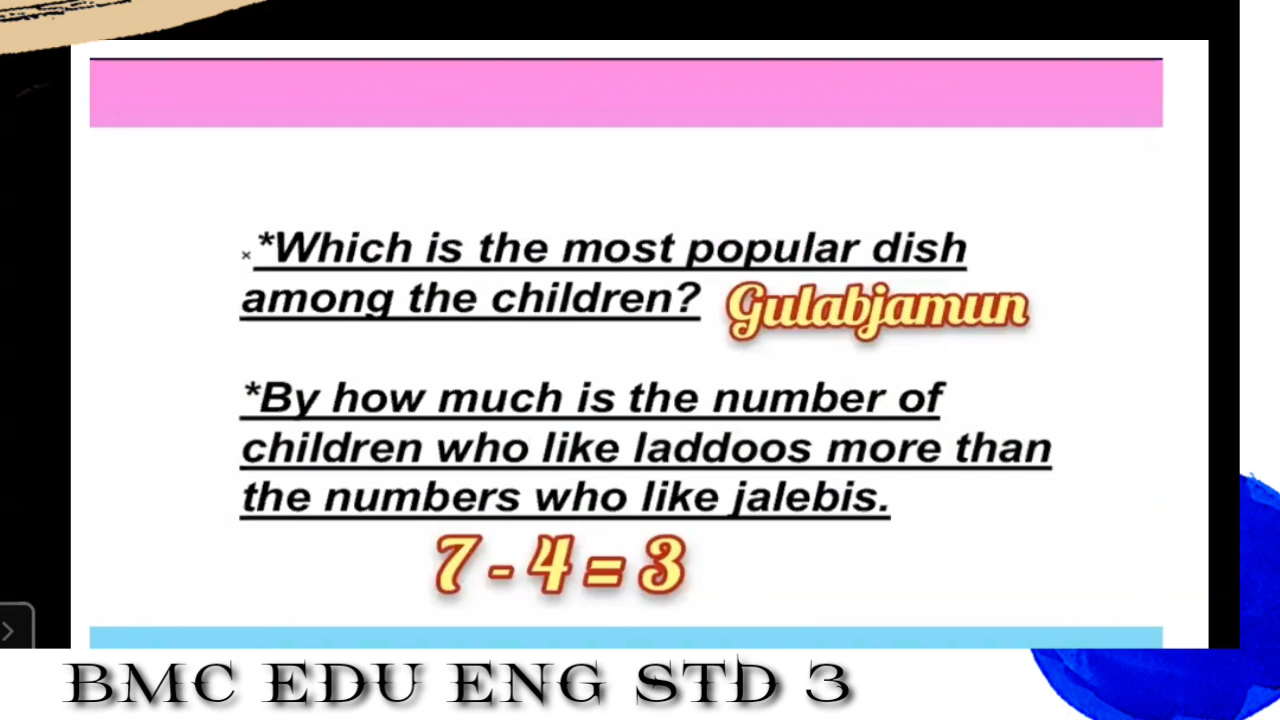 *Which is the most popular dish
among the children? Gulabjamun
*By how much is the number of
children who like laddoos more than
the numbers who like jalebis.
7 - 4 = 3
BMC EDU ENG STD 3